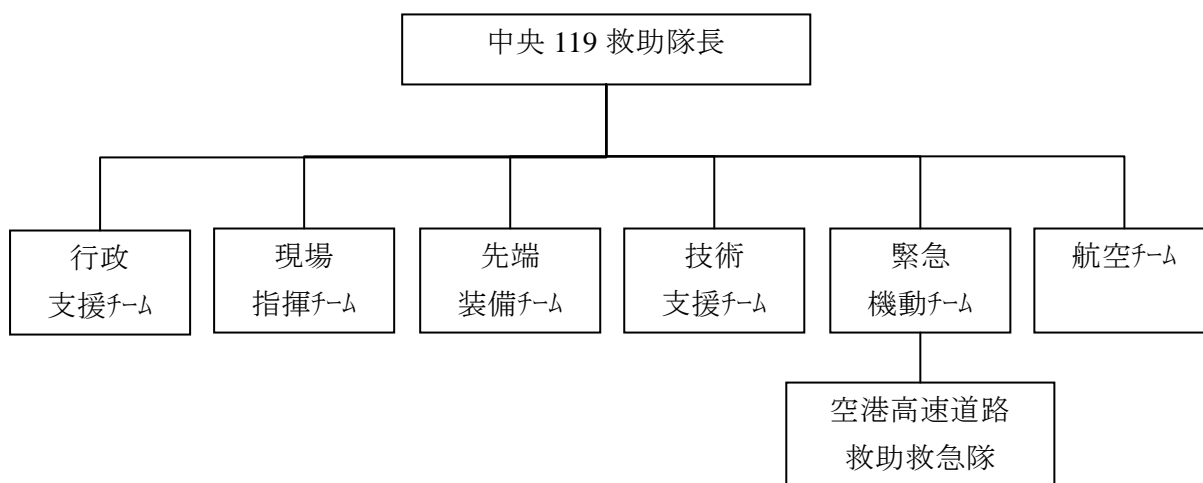 中央 119 救助隊長
行政
支援ﾁｰﾑ
現場
指揮ﾁｰﾑ
先端
装備ﾁｰﾑ
技術
支援ﾁｰﾑ
緊急
機動ﾁｰﾑ
航空ﾁｰﾑ
空港高速道路
救助救急隊